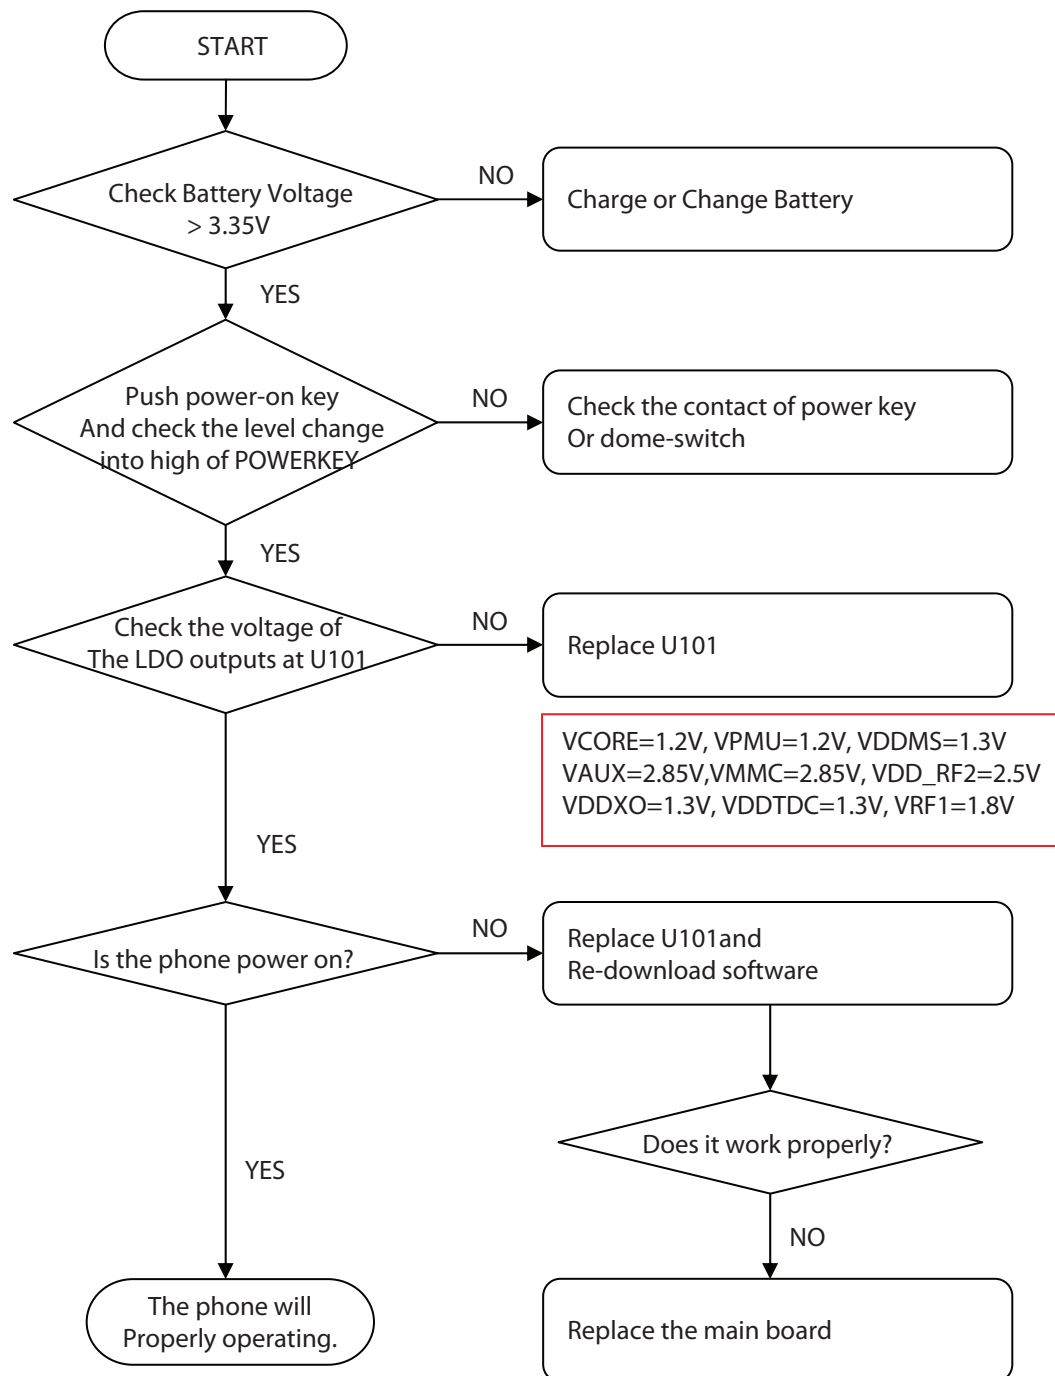 START
Check Battery Voltage
> 3.35V
NO
Charge or Change Battery
YES
Push power-on key
And check the level change
into high of POWERKEY
NO
Check the contact of power key
Or dome-switch
YES
Check the voltage of
The LDO outputs at U101
NO
Replace U101
VCORE=1.2V, VPMU=1.2V, VDDMS=1.3V
VAUX=2.85V,VMMC=2.85V, VDD_RF2=2.5V
VDDXO=1.3V, VDDTDC=1.3V, VRF1=1.8V
YES
Is the phone power on?
NO
Replace U101and
Re-download software
Does it work properly?
YES
NO
The phone will
Properly operating.
Replace the main board